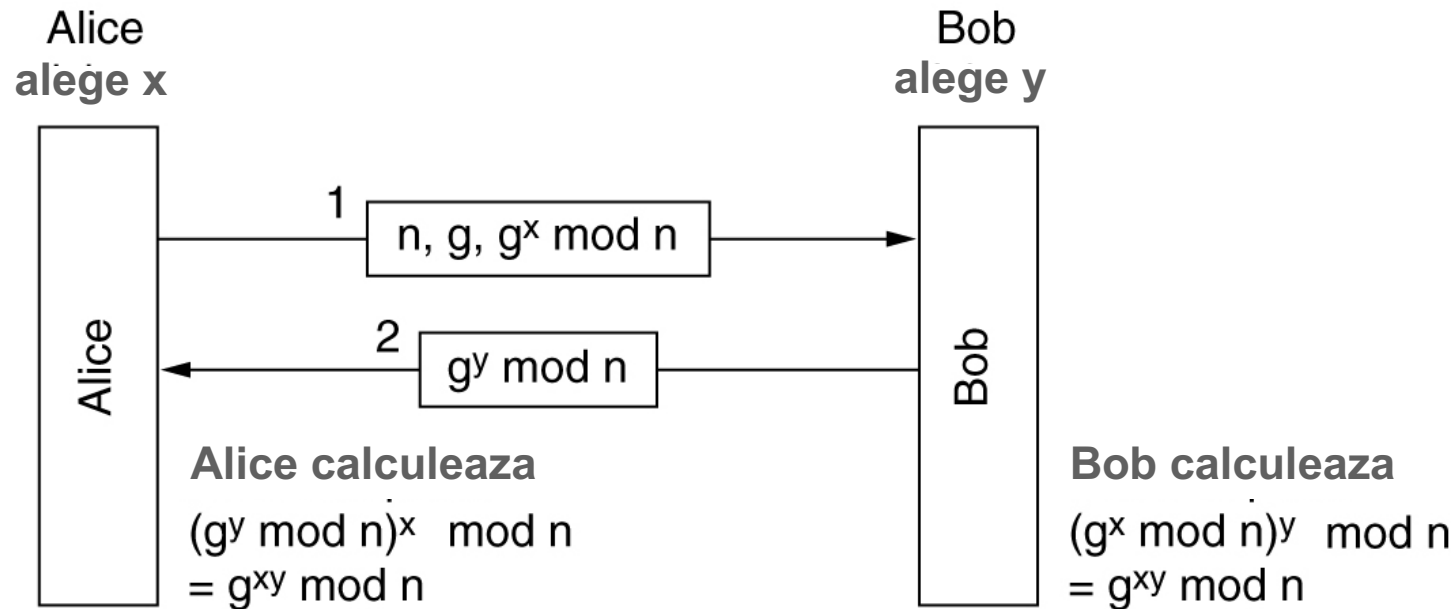 Alice
alege x
Bob
alege y
1
n, g, gˣ mod n
2
gʸ mod n
Alice
Bob
Alice calculeaza
(gʸ mod n)ˣ mod n
= gˣʸ mod n
Bob calculeaza
(gˣ mod n)ʸ mod n
= gˣʸ mod n